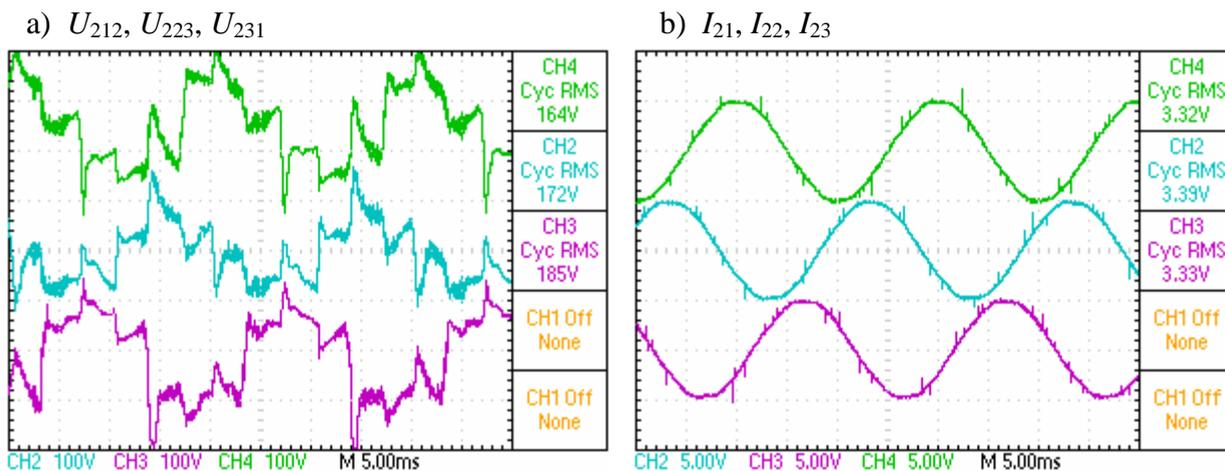 a) U212, U223, U231
CH4
Cyc RMS
164V
CH2
Cyc RMS
172V
CH3
Cyc RMS
185V
CH1 Off
None
CH1 Off
None
CH2 100V CH3 100V CH4 100V M 5.00ms
b) I21, I22, I23
CH4
Cyc RMS
3.32V
CH2
Cyc RMS
3.39V
CH3
Cyc RMS
3.33V
CH1 Off
None
CH1 Off
None
CH2 5.00V CH3 5.00V CH4 5.00V M 5.00ms